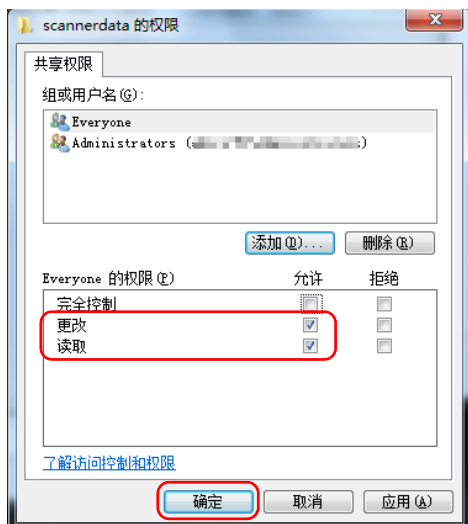 scannerdata 的权限
共享权限
组或用户名(G):
Everyone
Administrators (
添加(D)... 删除(R)
Everyone 的权限(P) 允许 拒绝
完全控制
更改
读取
了解访问控制和权限
确定 取消 应用(A)